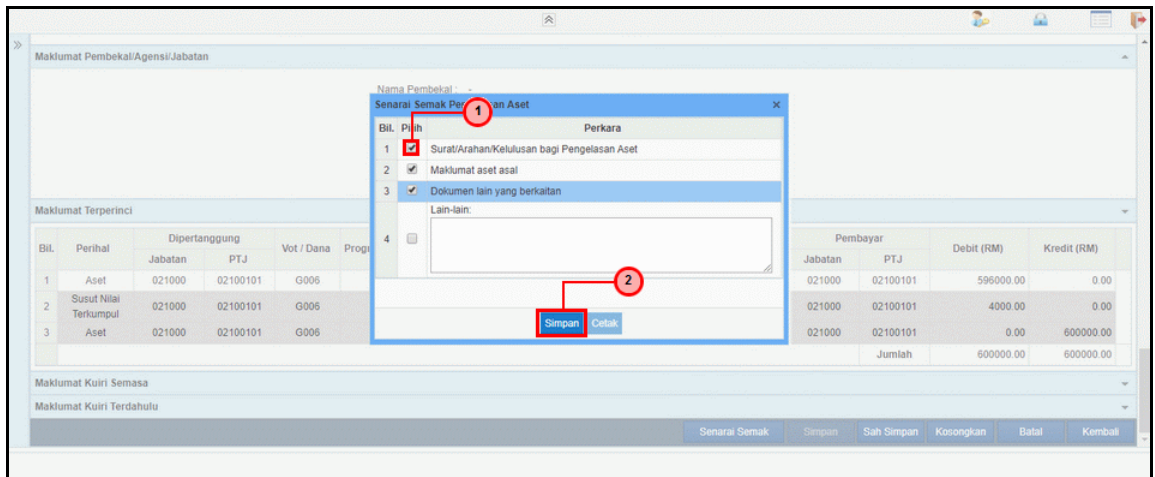 Maklumat Pembekal/Agensi/Jabatan
Nama Pembekal : -
Senarai Semak Aset
1
Bil. Pilih Perkara
1 Surat/Arahan/Kelulusan bagi Pengelasan Aset
2 Maklumat aset asal
3 Dokumen lain yang berkaitan
4 Lain-lain:
2
Simpan Cetak
Maklumat Terperinci
Bil. Perihal Dipertanggung Vot / Dana Pembayar Debit (RM) Kredit (RM)
Jabatan PTJ Jabatan PTJ
1 Aset 021000 02100101 G006 021000 02100101 596000.00 0.00
2 Susut Nilai Terkumpul 021000 02100101 G006 021000 02100101 4000.00 0.00
3 Aset 021000 02100101 G006 021000 02100101 0.00 600000.00
Jumlah 600000.00 600000.00
Maklumat Kuiri Semasa
Maklumat Kuiri Terdahulu
Senarai Semak Simpan Sah Simpan Kosongkan Batal Kembali